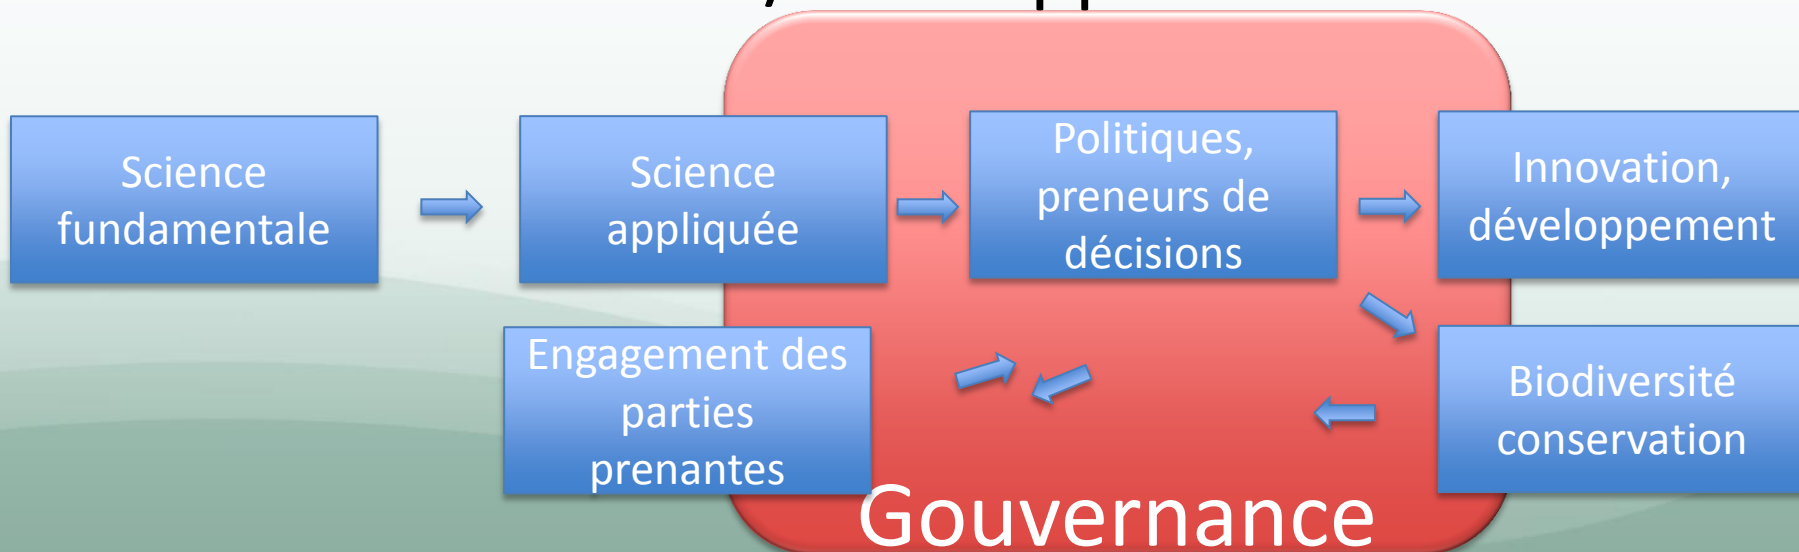 Science
fundamentale
Science
appliquée
Politiques,
preneurs de
décisions
Innovation,
développement
Engagement des
parties
prenantes
Biodiversité
conservation
Gouvernance